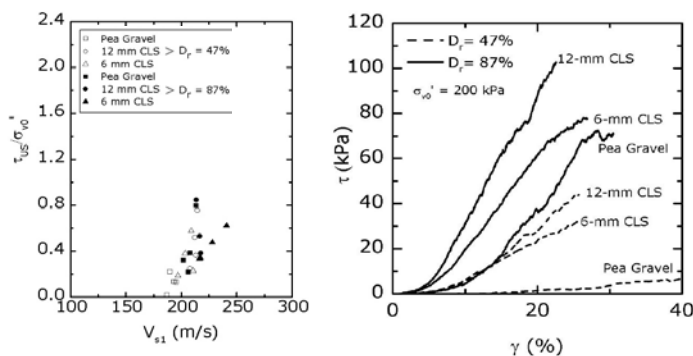 2.4
2.0
1.6
1.2
0.8
0.4
0.0
τUS/σv0'
Pea Gravel
12 mm CLS > Dr = 47%
6 mm CLS
Pea Gravel
12 mm CLS > Dr = 87%
6 mm CLS
100 150 200 250 300
Vs1 (m/s)
120
100
80
60
40
20
0
τ (kPa)
Dr= 47%
Dr= 87%
σv0' = 200 kPa
12-mm CLS
6-mm CLS
Pea Gravel
12-mm CLS
6-mm CLS
Pea Gravel
0 20 40
γ (%)